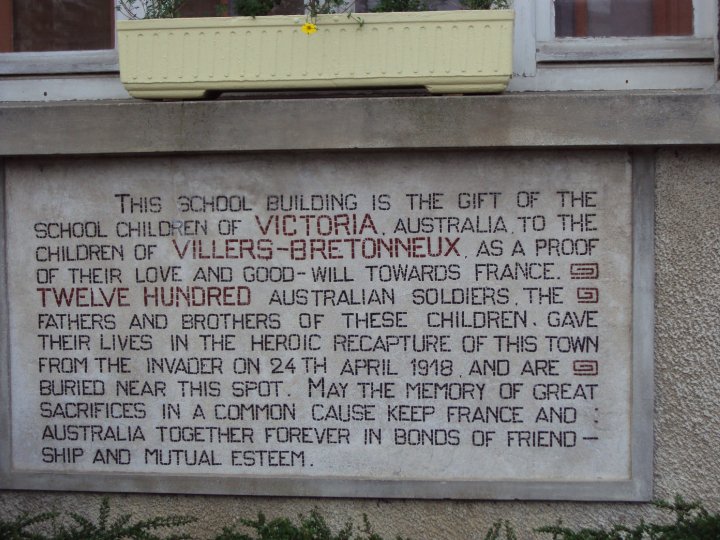 THIS SCHOOL BUILDING IS THE GIFT OF THE
SCHOOL CHILDREN OF VICTORIA, AUSTRALIA, TO THE
CHILDREN OF VILLERS-BRETONNEUX, AS A PROOF
OF THEIR LOVE AND GOOD-WILL TOWARDS FRANCE.
TWELVE HUNDRED AUSTRALIAN SOLDIERS, THE
FATHERS AND BROTHERS OF THESE CHILDREN, GAVE
THEIR LIVES IN THE HEROIC RECAPTURE OF THIS TOWN
FROM THE INVADER ON 24TH APRIL 1918, AND ARE
BURIED NEAR THIS SPOT. MAY THE MEMORY OF GREAT
SACRIFICES IN A COMMON CAUSE KEEP FRANCE AND :
AUSTRALIA TOGETHER FOREVER IN BONDS OF FRIEND-
SHIP AND MUTUAL ESTEEM.